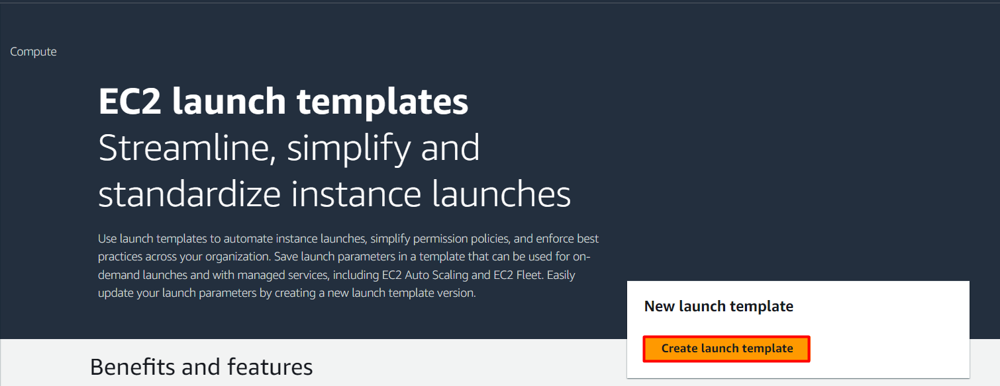 Compute
EC2 launch templates
Streamline, simplify and
standardize instance launches
Use launch templates to automate instance launches, simplify permission policies, and enforce best
practices across your organization. Save launch parameters in a template that can be used for on-
demand launches and with managed services, including EC2 Auto Scaling and EC2 Fleet. Easily
update your launch parameters by creating a new launch template version.
New launch template
Create launch template
Benefits and features